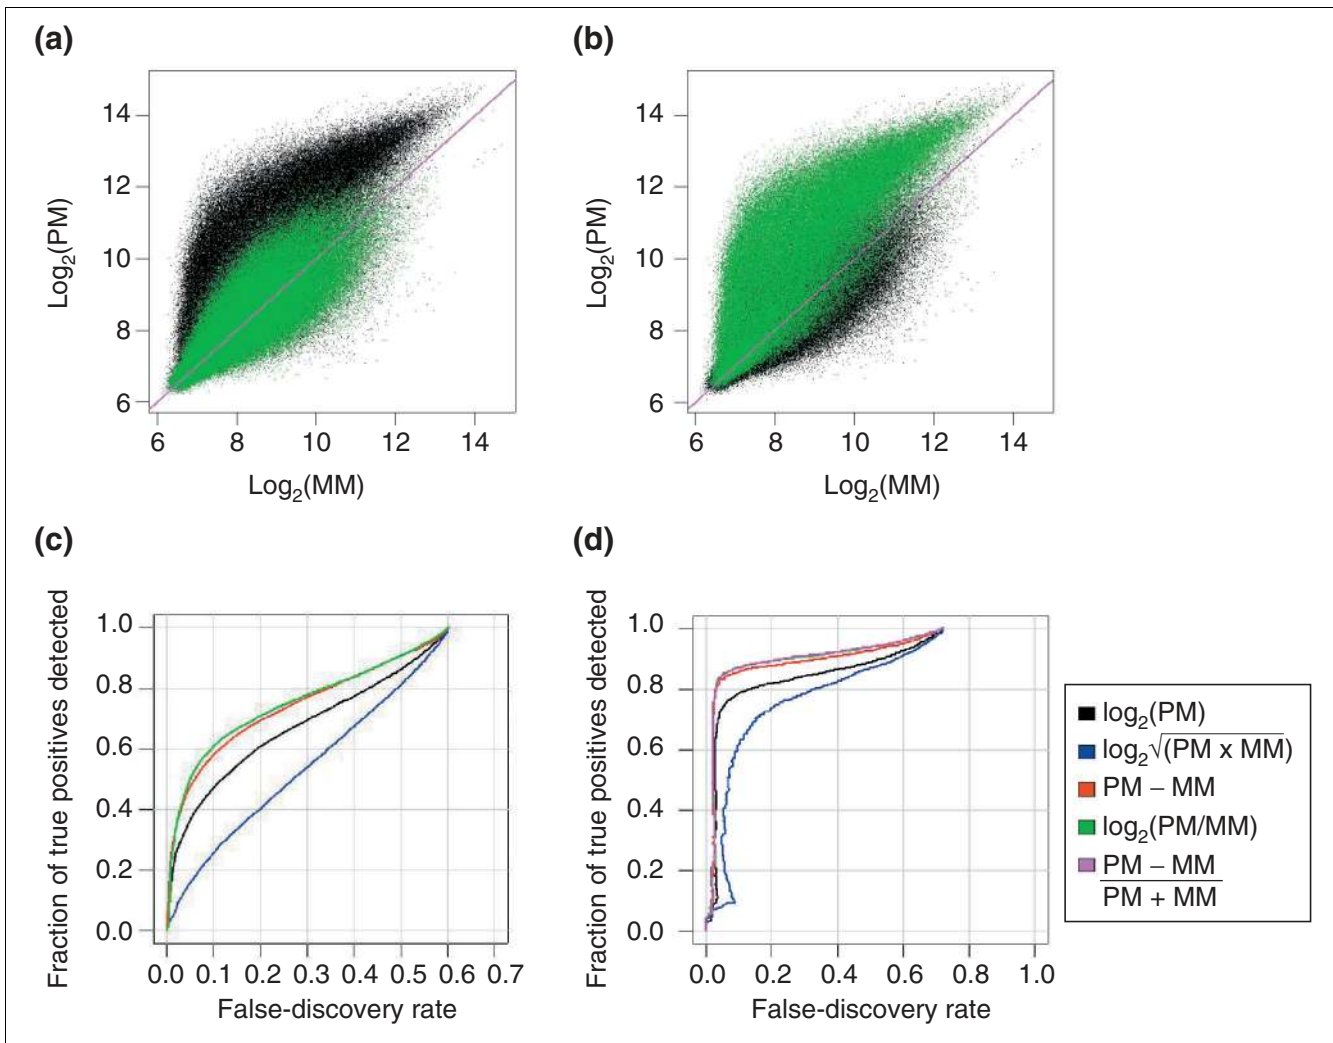 (a)
(b)
14
12
10
8
6
Log2(PM)
6 8 10 12 14
Log2(MM)
14
12
10
8
6
Log2(PM)
6 8 10 12 14
Log2(MM)
(c)
(d)
Fraction of true positives detected
1.0
0.8
0.6
0.4
0.2
0.0
0.0 0.1 0.2 0.3 0.4 0.5 0.6 0.7
False-discovery rate
Fraction of true positives detected
1.0
0.8
0.6
0.4
0.2
0.0
0.0 0.2 0.4 0.6 0.8 1.0
False-discovery rate
log2(PM)
log2√(PM x MM)
PM – MM
log2(PM/MM)
PM – MM
PM + MM